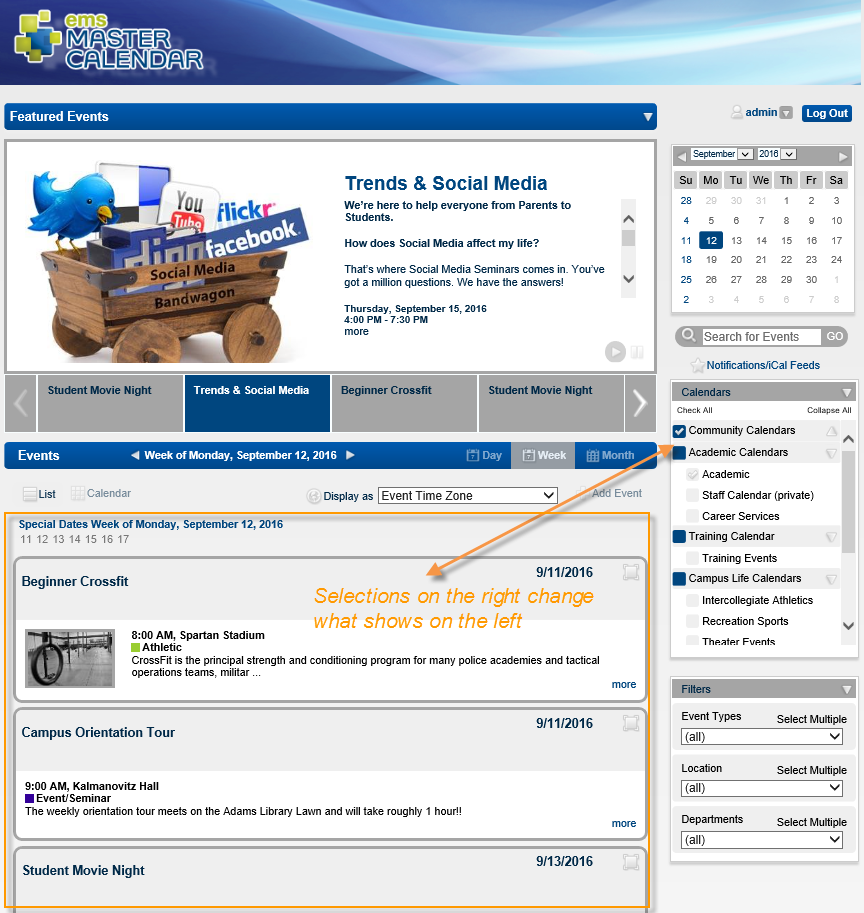 ems
MASTER
CALENDAR
Featured Events
admin
Log Out
You
Tube
flickr
digg
facebook.
Social Media
Bandwagon
Trends & Social Media
We're here to help everyone from Parents to
Students.
How does Social Media affect my life?
That's where Social Media Seminars comes in. You've
got a million questions. We have the answers!
Thursday, September 15, 2016
4:00 PM - 7:30 PM
more
Student Movie Night
Trends & Social Media
Beginner Crossfit
Student Movie Night
September 2016
Su Mo Tu We Th Fr Sa
28 29 30 31 1 2 3
4 5 6 7 8 9 10
11 12 13 14 15 16 17
18 19 20 21 22 23 24
25 26 27 28 29 30 1
2 3 4 5 6 7 8
Search for Events GO
Notifications/iCal Feeds
Events
Week of Monday, September 12, 2016
7 Day
7 Week
Month
List
Calendar
Display as Event Time Zone
Add Event
Special Dates Week of Monday, September 12, 2016
11 12 13 14 15 16 17
Beginner Crossfit
9/11/2016
Selections on the right change
what shows on the left
8:00 AM, Spartan Stadium
Athletic
CrossFit is the principal strength and conditioning program for many police academies and tactical
operations teams, militar ...
more
Campus Orientation Tour
9/11/2016
9:00 AM, Kalmanovitz Hall
Event/Seminar
The weekly orientation tour meets on the Adams Library Lawn and will take roughly 1 hour!!
more
Student Movie Night
9/13/2016
Calendars
Check All
Collapse All
Community Calendars
Academic Calendars
Academic
Staff Calendar (private)
Career Services
Training Calendar
Training Events
Campus Life Calendars
Intercollegiate Athletics
Recreation Sports
Theater Events
Filters
Event Types
Select Multiple
(all)
Location
Select Multiple
(all)
Departments
Select Multiple
(all)